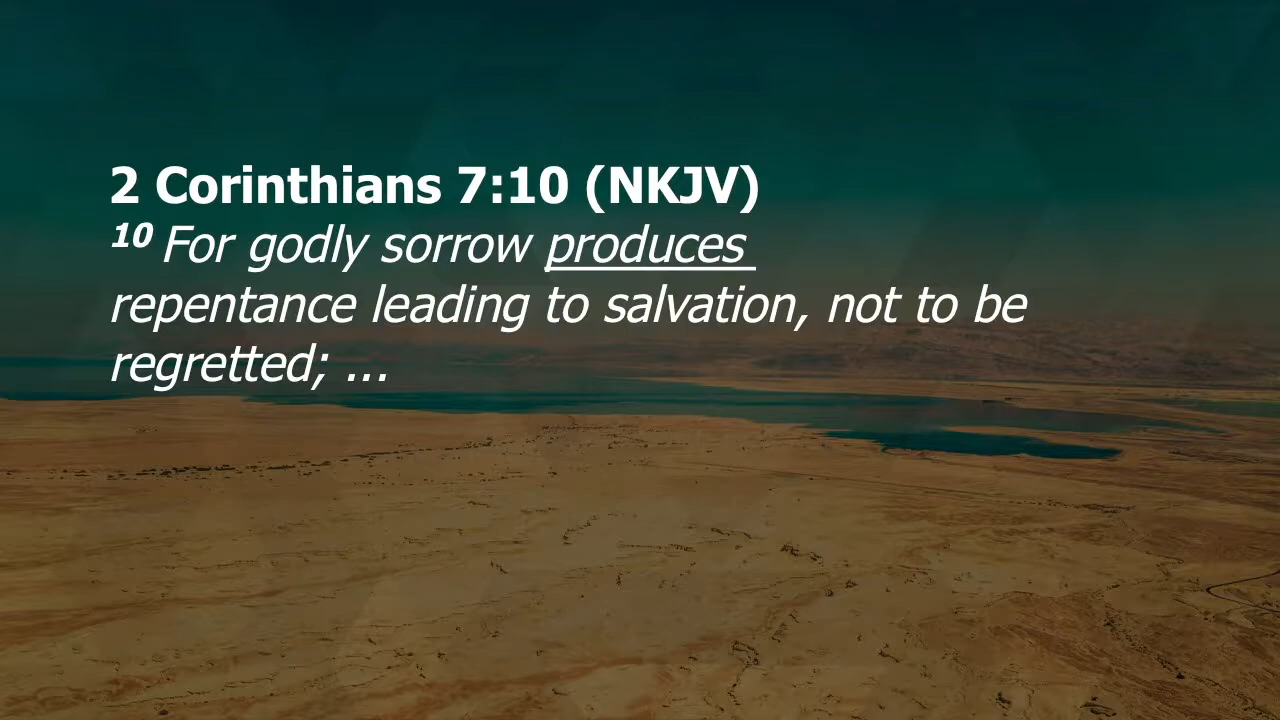 2 Corinthians 7:10 (NKJV)
10 For godly sorrow produces
repentance leading to salvation, not to be
regretted; ...